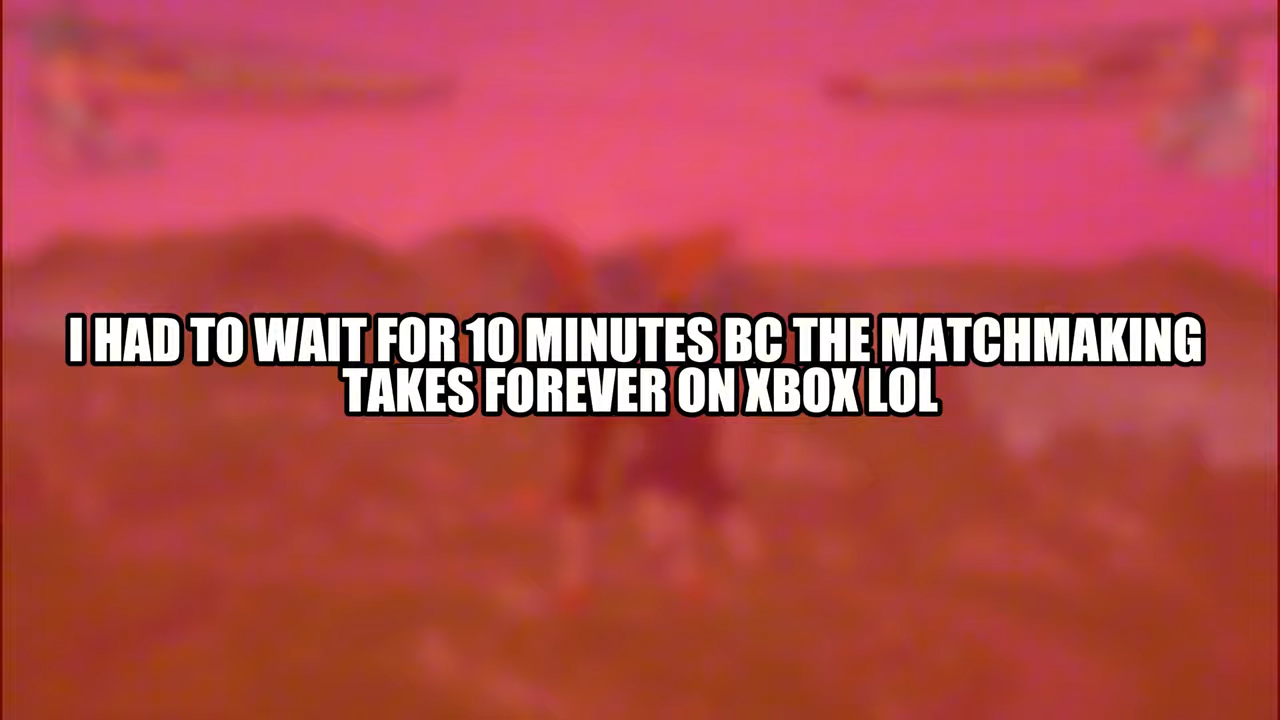 I HAD TO WAIT FOR 10 MINUTES BC THE MATCHMAKING
TAKES FOREVER ON XBOX LOL